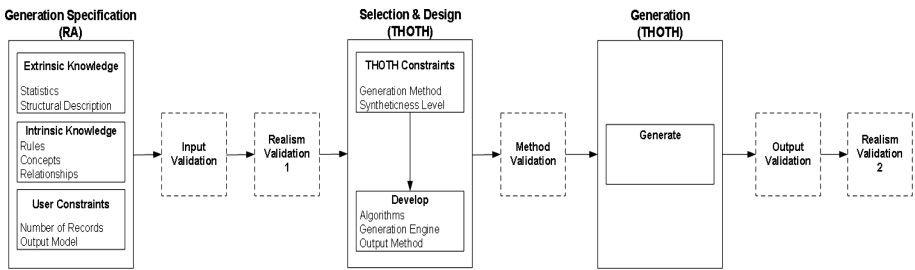 Generation Specification
(RA)
Extrinsic Knowledge
Statistics
Structural Description
Intrinsic Knowledge
Rules
Concepts
Relationships
User Constraints
Number of Records
Output Model
Input
Validation
Realism
Validation
1
Selection & Design
(THOTH)
THOTH Constraints
Generation Method
Syntheticness Level
Develop
Algorithms
Generation Engine
Output Method
Method
Validation
Generation
(THOTH)
Generate
Output
Validation
Realism
Validation
2